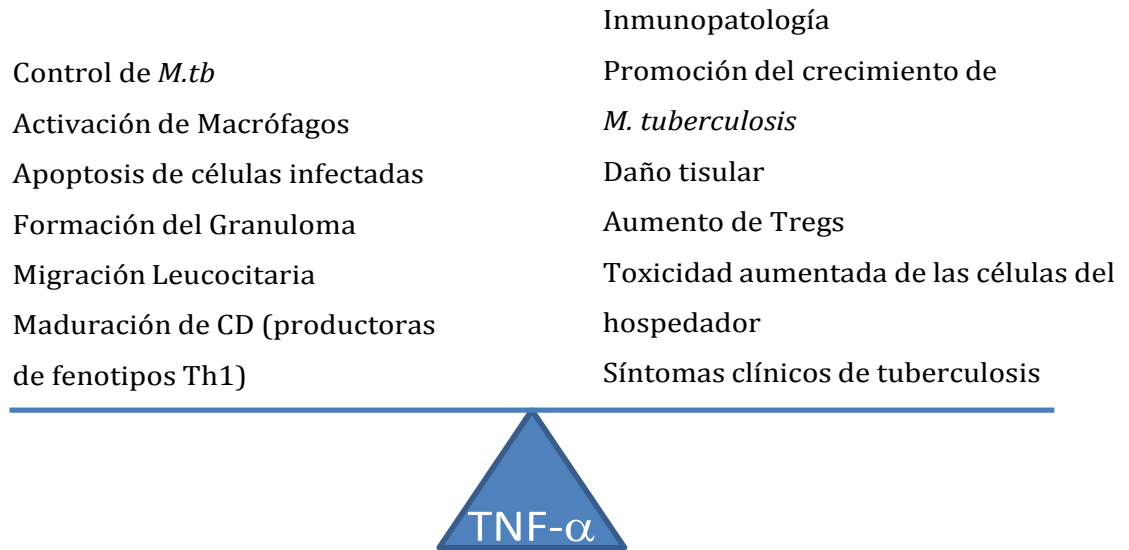 Control de M.tb
Activación de Macrófagos
Apoptosis de células infectadas
Formación del Granuloma
Migración Leucocitaria
Maduración de CD (productoras
de fenotipos Th1)
Inmunopatología
Promoción del crecimiento de
M. tuberculosis
Daño tisular
Aumento de Tregs
Toxicidad aumentada de las células del
hospedador
Síntomas clínicos de tuberculosis
TNF-α